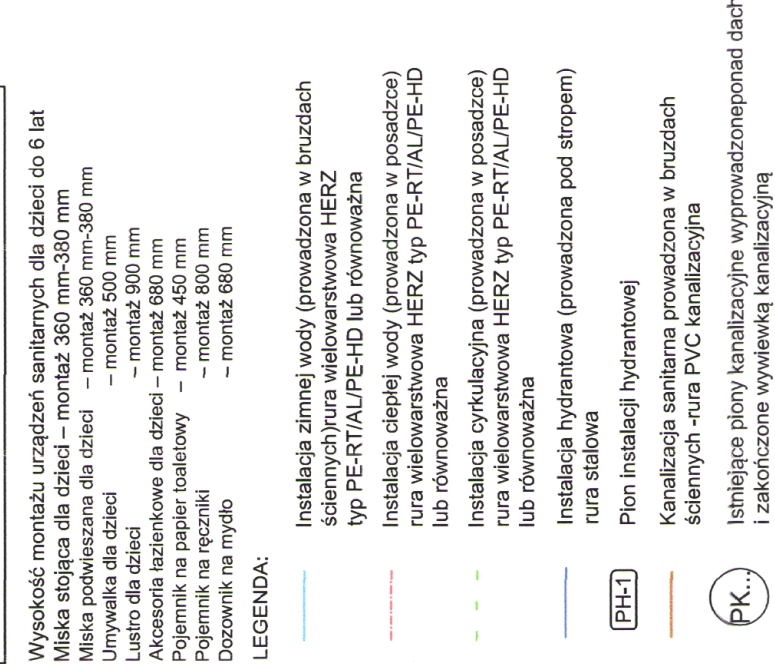 Wysokość montażu urządzeń sanitarnych dla dzieci do 6 lat
Miska stojąca dla dzieci – montaż 360 mm-380 mm
Miska podwieszana dla dzieci – montaż 360 mm-380 mm
Umywalka dla dzieci – montaż 500 mm
Lustro dla dzieci – montaż 900 mm
Akcesoria łazienkowe dla dzieci – montaż 680 mm
Pojemnik na papier toaletowy – montaż 450 mm
Pojemnik na ręczniki – montaż 800 mm
Dozownik na mydło – montaż 680 mm
LEGENDA:
Instalacja zimnej wody (prowadzona w bruzdach
ściennych)rura wielowarstwowa HERZ
typ PE-RT/AL/PE-HD lub równoważna
Instalacja ciepłej wody (prowadzona w posadzce)
rura wielowarstwowa HERZ typ PE-RT/AL/PE-HD
lub równoważna
Instalacja cyrkulacyjna (prowadzona w posadzce)
rura wielowarstwowa HERZ typ PE-RT/AL/PE-HD
lub równoważna
Instalacja hydrantowa (prowadzona pod stropem)
rura stalowa
PH-1 Pion instalacji hydrantowej
Kanalizacja sanitarna prowadzona w bruzdach
ściennych -rura PVC kanalizacyjna
PK... Istniejące piony kanalizacyjne wyprowadzoneponad dach
i zakończone wywiewką kanalizacyjną